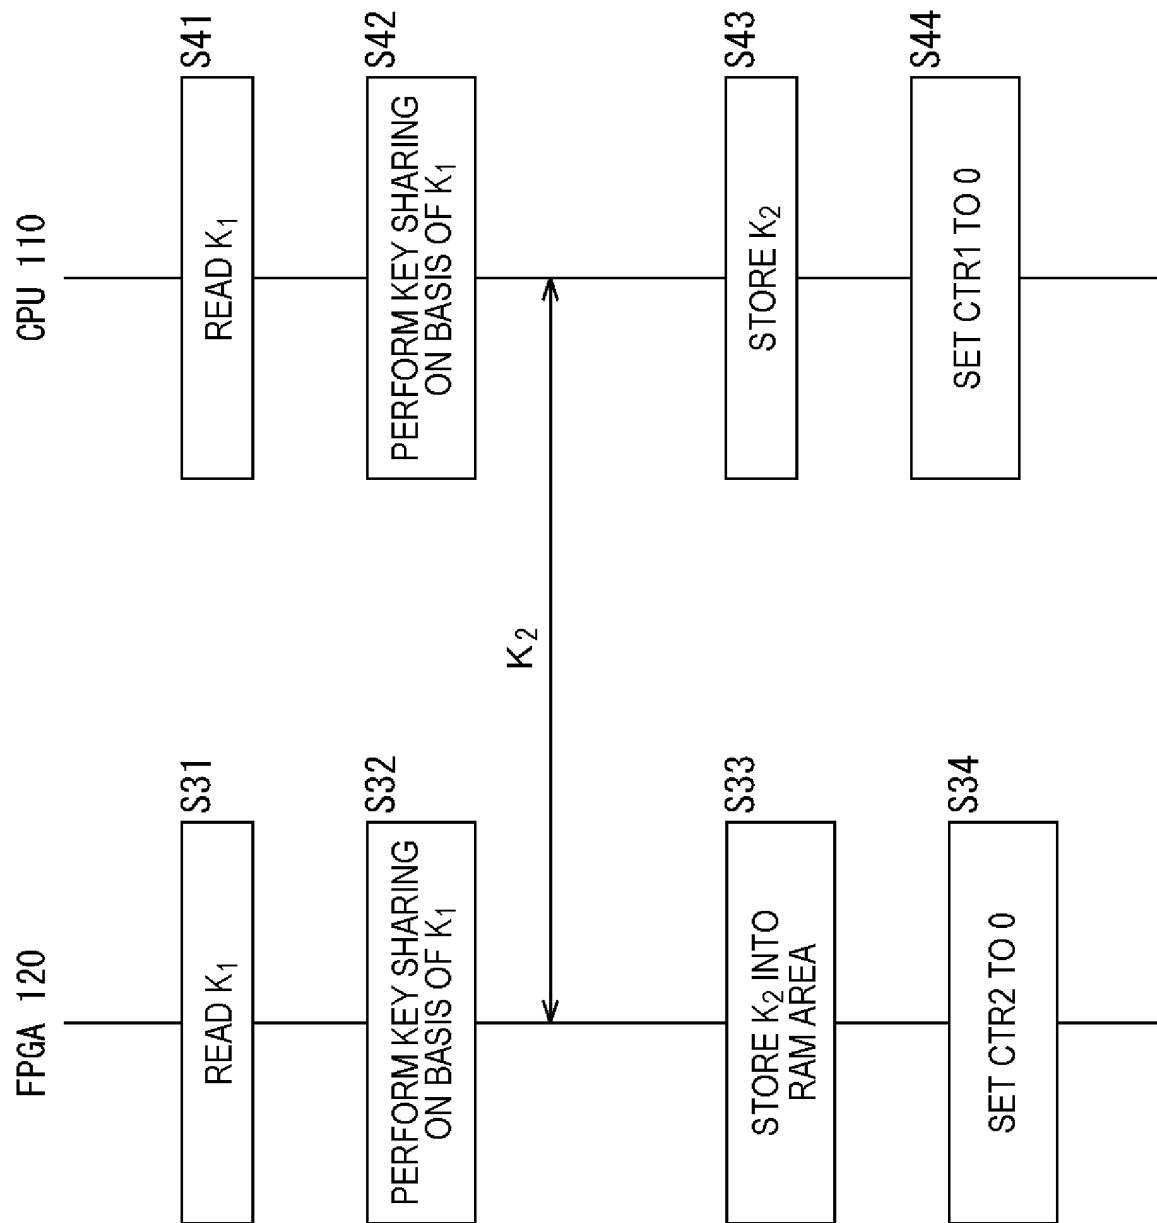 FPGA 120
CPU 110
S31
READ K₁
S41
READ K₁
S32
PERFORM KEY SHARING
ON BASIS OF K₁
S42
PERFORM KEY SHARING
ON BASIS OF K₁
K₂
S33
STORE K₂ INTO
RAM AREA
S43
STORE K₂
S34
SET CTR2 TO 0
S44
SET CTR1 TO 0